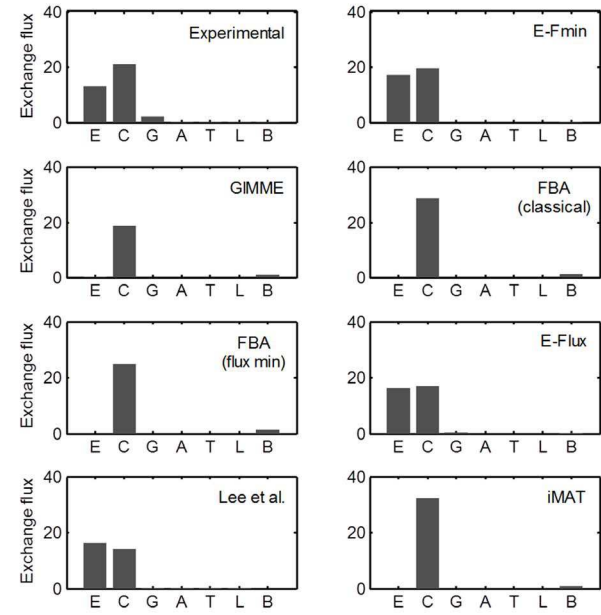 Exchange flux
40
20
0
Experimental
E C G A T L B
40
20
0
E-Fmin
E C G A T L B
Exchange flux
40
20
0
GIMME
E C G A T L B
40
20
0
FBA
(classical)
E C G A T L B
Exchange flux
40
20
0
FBA
(flux min)
E C G A T L B
40
20
0
E-Flux
E C G A T L B
Exchange flux
40
20
0
Lee et al.
E C G A T L B
40
20
0
iMAT
E C G A T L B